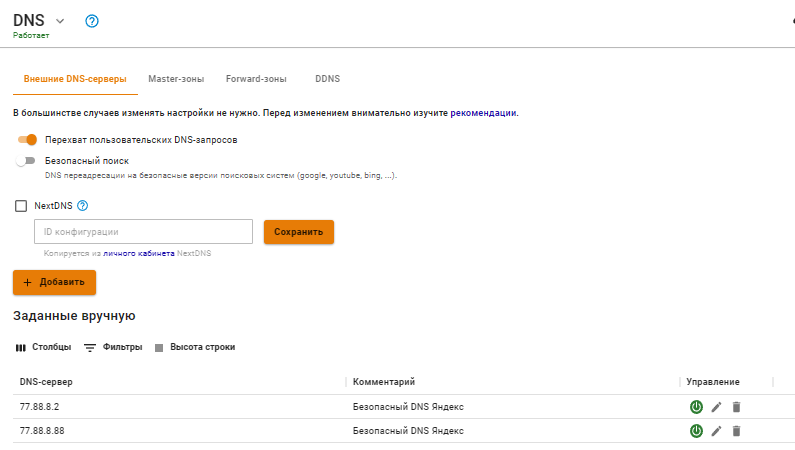 DNS
Работает
Внешние DNS-серверы Master-зоны Forward-зоны DDNS
В большинстве случаев изменять настройки не нужно. Перед изменением внимательно изучите рекомендации.
Перехват пользовательских DNS-запросов
Безопасный поиск
DNS переадресации на безопасные версии поисковых систем (google, youtube, bing, ...).
NextDNS
ID конфигурации Сохранить
Копируется из личного кабинета NextDNS
+ Добавить
Заданные вручную
Столбцы Фильтры Высота строки
DNS-сервер Комментарий Управление
77.88.8.2 Безопасный DNS Яндекс
77.88.8.88 Безопасный DNS Яндекс